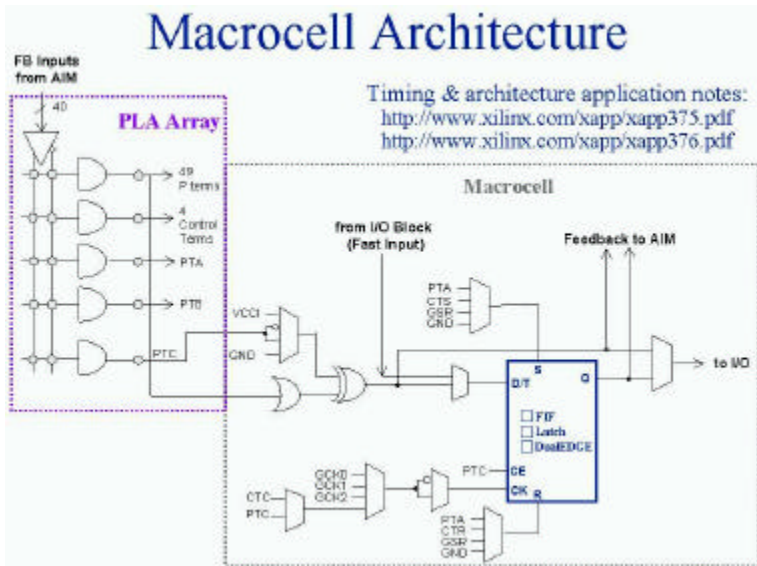 Macrocell Architecture
FB Inputs
from AIM
40
PLA Array
Timing & architecture application notes:
http://www.xilinx.com/xapp/xapp375.pdf
http://www.xilinx.com/xapp/xapp376.pdf
49
P terms
4
Control
Terms
PTA
PTB
PTC
Macrocell
from I/O Block
(Fast Input)
Feedback to AIM
PTA
CTS
GSR
GND
VCCI
GND
S
D/T
Q
to I/O
FIF
Latch
DualEDGE
PTC
CE
CK
R
GCK0
GCK1
GCK2
CTC
PTC
PTA
CTR
GSR
GND